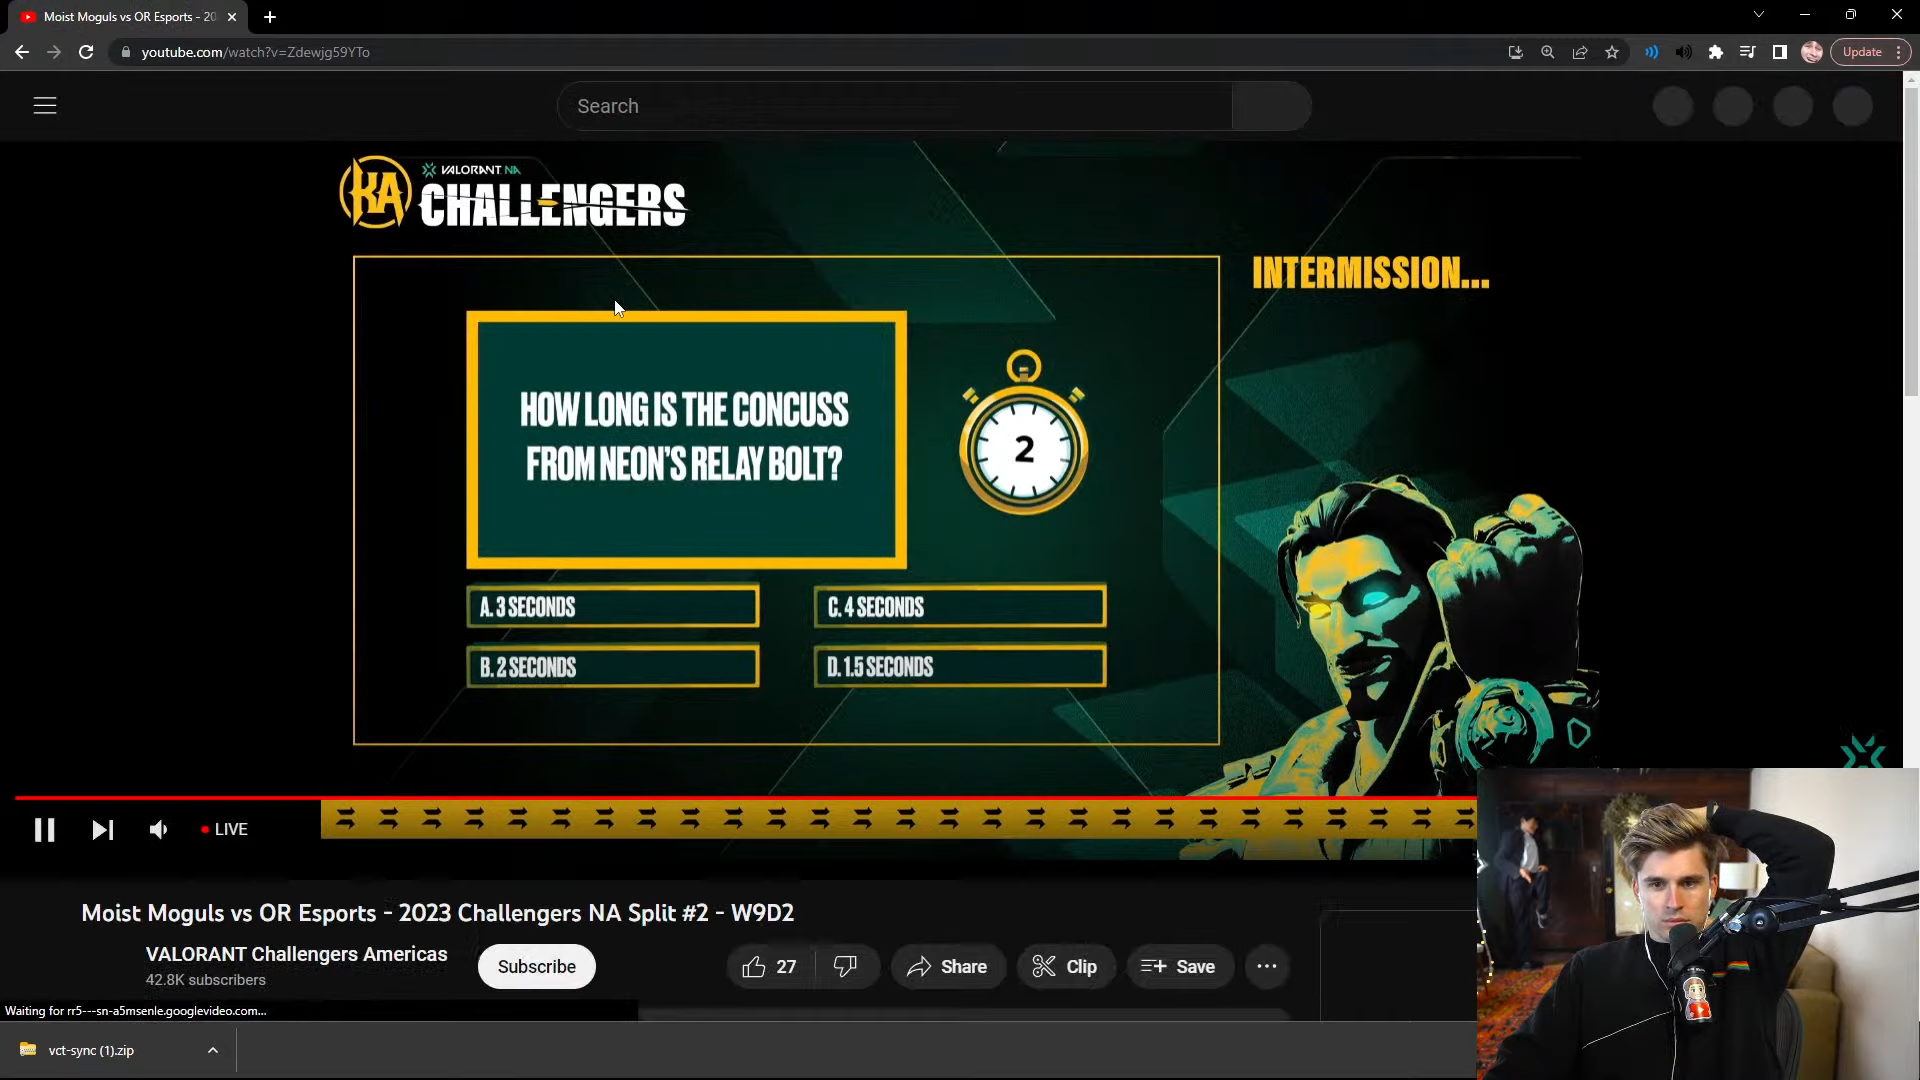 Moist Moguls vs OR Esports - 20
youtube.com/watch?v=Zdewjg59YTo
Update
Search
KA
VALORANT NA
CHALLENGERS
INTERMISSION...
HOW LONG IS THE CONCUSS
FROM NEON'S RELAY BOLT?
2
A. 3 SECONDS
C. 4 SECONDS
B. 2 SECONDS
D. 1.5 SECONDS
LIVE
Moist Moguls vs OR Esports - 2023 Challengers NA Split #2 - W9D2
VALORANT Challengers Americas
42.8K subscribers
Subscribe
27
Share
Clip
Save
Waiting for rr5---sn-a5msenle.googlevideo.com...
vct-sync (1).zip